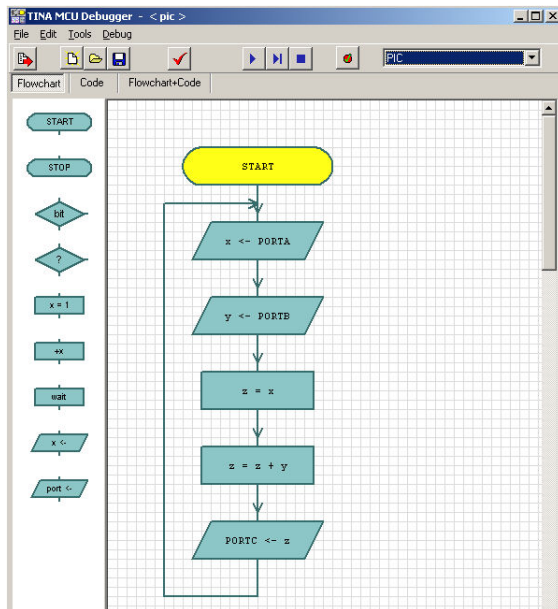 TINA MCU Debugger - < pic >
File Edit Tools Debug
PIC
Flowchart Code Flowchart+Code
START
STOP
bit
?
x = 1
+x
wait
x <-
port <-
START
x <- PORTA
y <- PORTB
z = x
z = z + y
PORTC <- z